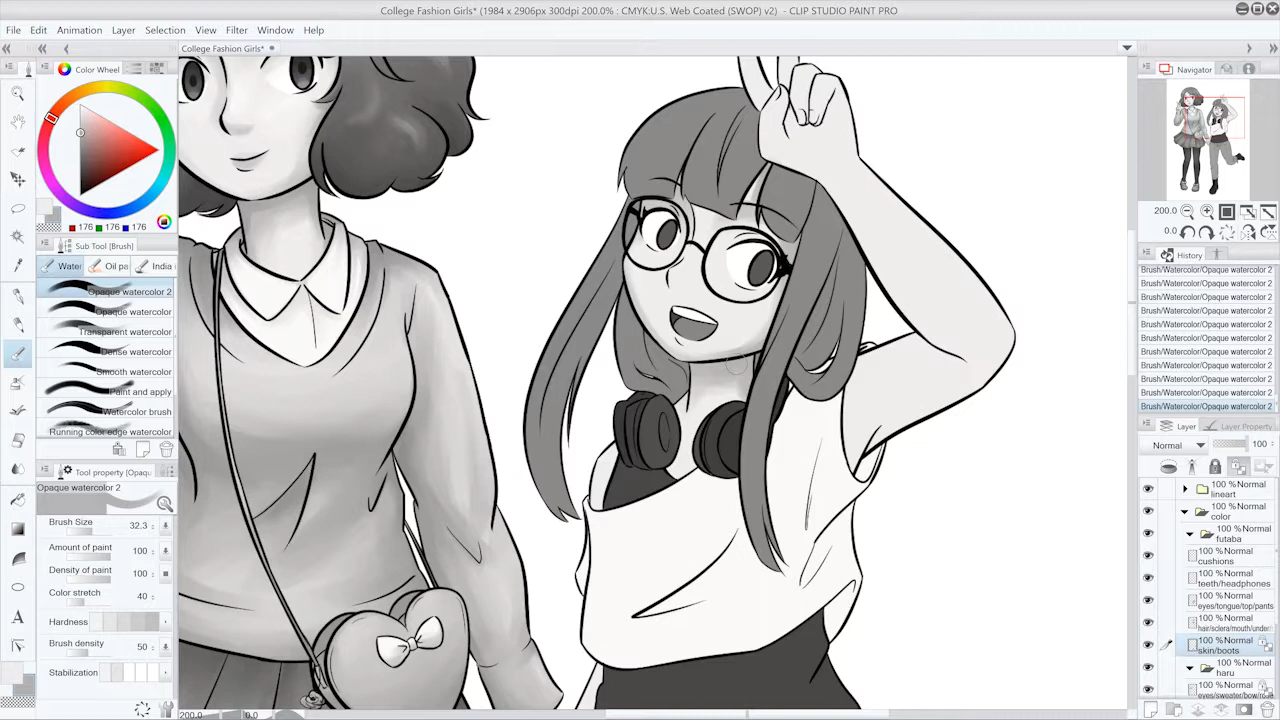 College Fashion Girls* (1984 x 2906px 300dpi 200.0% : CMYK:U.S. Web Coated (SWOP) v2) - CLIP STUDIO PAINT PRO
File Edit Animation Layer Selection View Filter Window Help
College Fashion Girls*
Color Wheel
176 176 176
Sub Tool [Brush]
Water Oil pa India
Opaque watercolor 2
Opaque watercolor
Transparent watercolor
Dense watercolor
Smooth watercolor
Paint and apply
Watercolor brush
Running color edge watercolor
Tool property [Opaqu
Opaque watercolor 2
Brush Size 32.3
Amount of paint 100
Density of paint 100
Color stretch 40
Hardness
Brush density 50
Stabilization
200.0 0.0
Navigator
200.0
0.0
History
Brush/Watercolor/Opaque watercolor 2
Brush/Watercolor/Opaque watercolor 2
Brush/Watercolor/Opaque watercolor 2
Brush/Watercolor/Opaque watercolor 2
Brush/Watercolor/Opaque watercolor 2
Brush/Watercolor/Opaque watercolor 2
Brush/Watercolor/Opaque watercolor 2
Brush/Watercolor/Opaque watercolor 2
Brush/Watercolor/Opaque watercolor 2
Brush/Watercolor/Opaque watercolor 2
Brush/Watercolor/Opaque watercolor 2
Layer Layer Property
Normal 100
100 %Normal
lineart
100 %Normal
color
100 %Normal
futaba
100 %Normal
cushions
100 %Normal
teeth/headphones
100 %Normal
eyes/tongue/top/pants
100 %Normal
hair/sclera/mouth/under
100 %Normal
skin/boots
100 %Normal
haru
100 %Normal